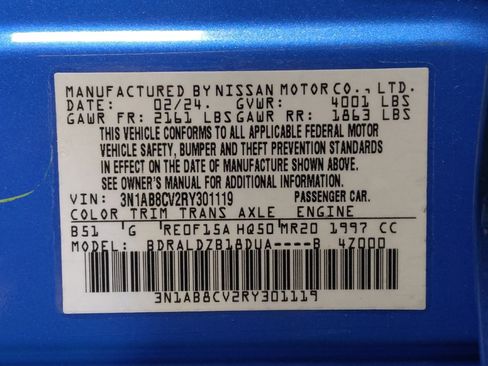 MANUFACTURED BY NISSAN MOTOR CO., LTD.
DATE: 02/24. GVWR: 4001 LBS
GAWR FR: 2161 LBS GAWR RR: 1863 LBS
THIS VEHICLE CONFORMS TO ALL APPLICABLE FEDERAL MOTOR
VEHICLE SAFETY, BUMPER AND THEFT PREVENTION STANDARDS
IN EFFECT ON THE DATE OF MANUFACTURE SHOWN ABOVE.
SEE OWNER'S MANUAL FOR ADDITIONAL INFORMATION.
VIN: 3N1AB8CV2RY301119 PASSENGER CAR.
COLOR TRIM TRANS AXLE ENGINE
B51 G RE0F15A HQ50 MR20 1997 CC
MODEL: BDRALDZB18DUA----B 4Z000
3N1AB8CV2RY301119